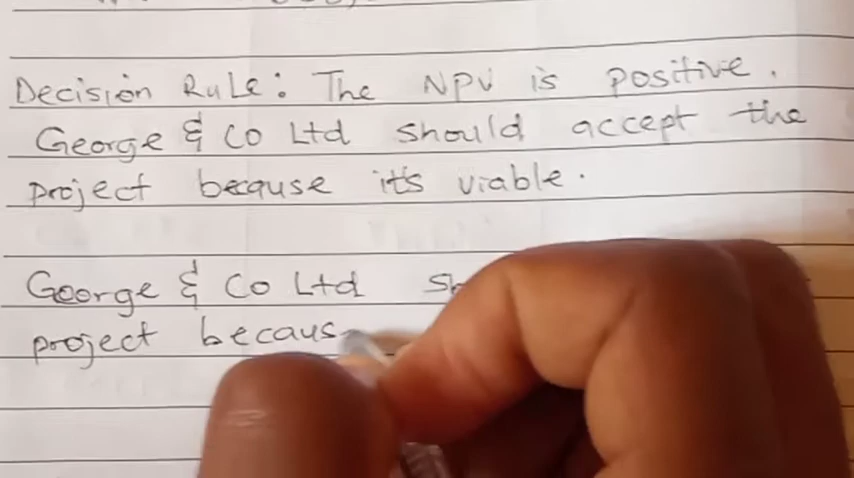 Decision Rule: The NPV is positive.
George & Co Ltd should accept the
project because it's viable.
George & Co Ltd
project becaus